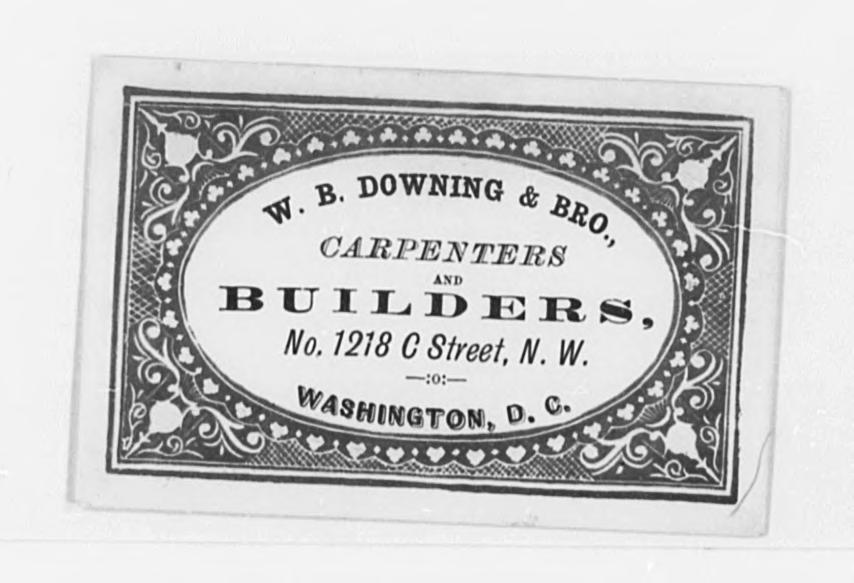 W. B. DOWNING & BRO.,
CARPENTERS
AND
BUILDERS,
No. 1218 C Street, N. W.
—:o:—
WASHINGTON, D. C.